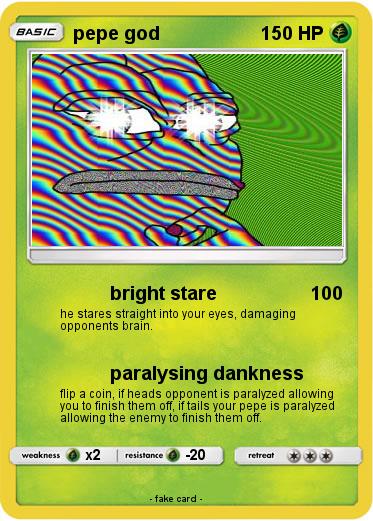 BASIC pepe god 150 HP
bright stare 100
he stares straight into your eyes, damaging
opponents brain.
paralysing dankness
flip a coin, if heads opponent is paralyzed allowing
you to finish them off, if tails your pepe is paralyzed
allowing the enemy to finish them off.
weakness x2 resistance -20 retreat
- fake card -